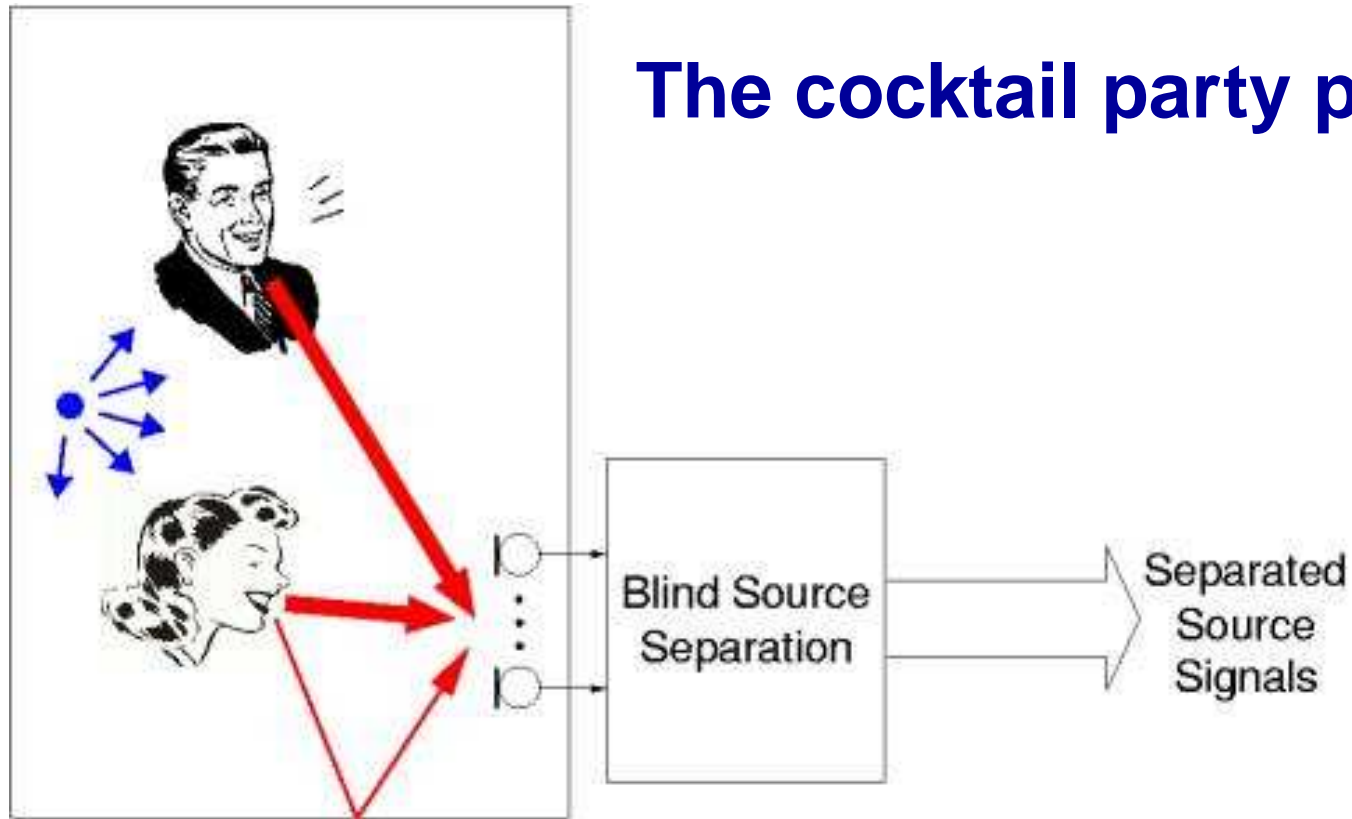 The cocktail party p
Blind Source
Separation
Separated
Source
Signals